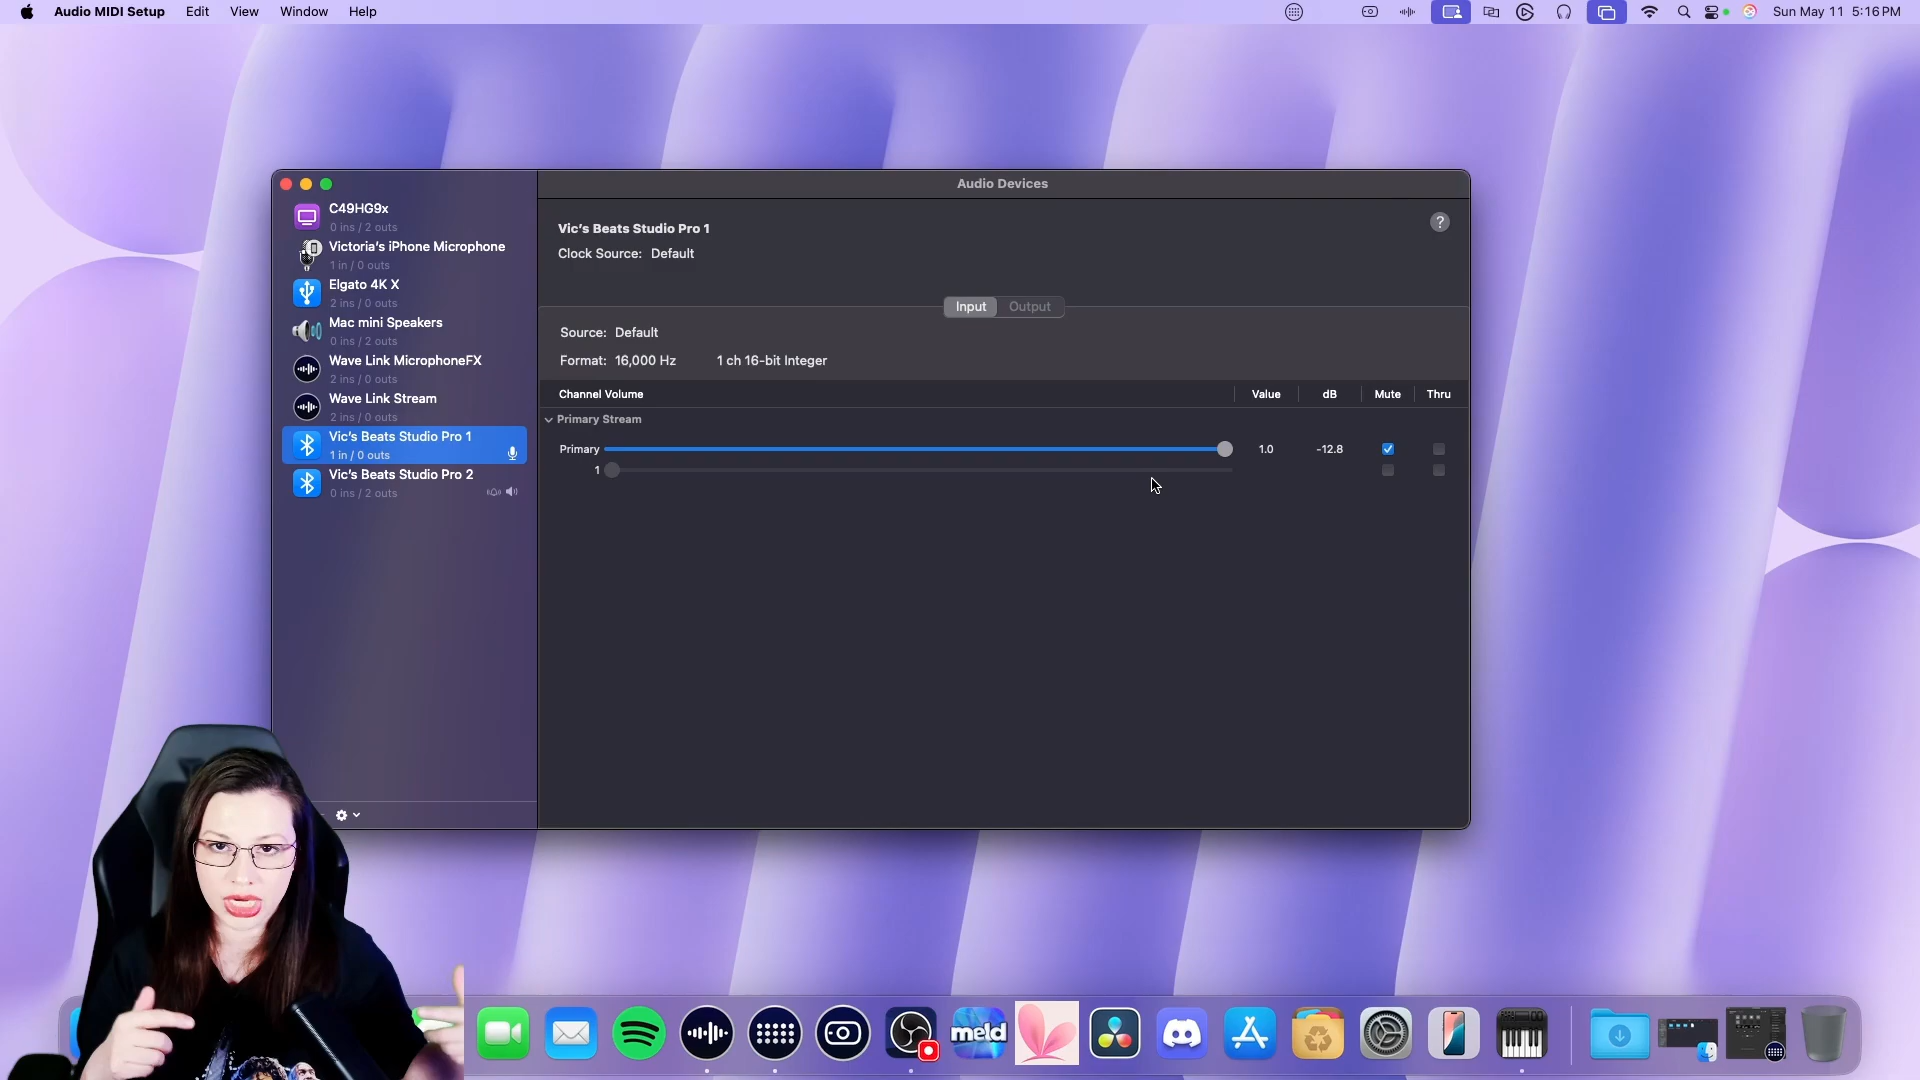 Audio MIDI Setup Edit View Window Help
Sun May 11 5:16 PM
Audio Devices
C49HG9x
0 ins / 2 outs
Victoria's iPhone Microphone
1 in / 0 outs
Elgato 4K X
2 ins / 0 outs
Mac mini Speakers
0 ins / 2 outs
Wave Link MicrophoneFX
2 ins / 0 outs
Wave Link Stream
2 ins / 0 outs
Vic's Beats Studio Pro 1
1 in / 0 outs
Vic's Beats Studio Pro 2
0 ins / 2 outs
Vic's Beats Studio Pro 1
?
Clock Source: Default
Input Output
Source: Default
Format: 16,000 Hz 1 ch 16-bit Integer
Channel Volume Value dB Mute Thru
Primary Stream
Primary 1.0 -12.8
1
meld